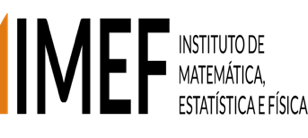 IMEF
INSTITUTO DE
MATEMÁTICA,
ESTATÍSTICA E FÍSICA